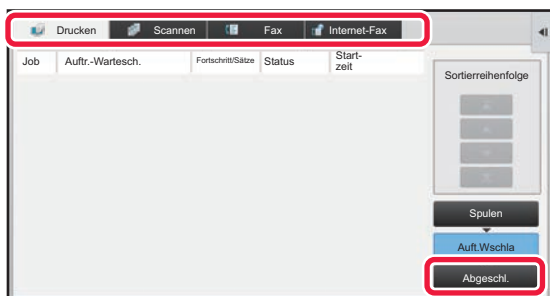 Drucken Scannen Fax Internet-Fax
Job Auftr.-Wartesch. Fortschritt/Sätze Status Start-
zeit
Sortierreihenfolge
Spulen
Auft.Wschla
Abgeschl.